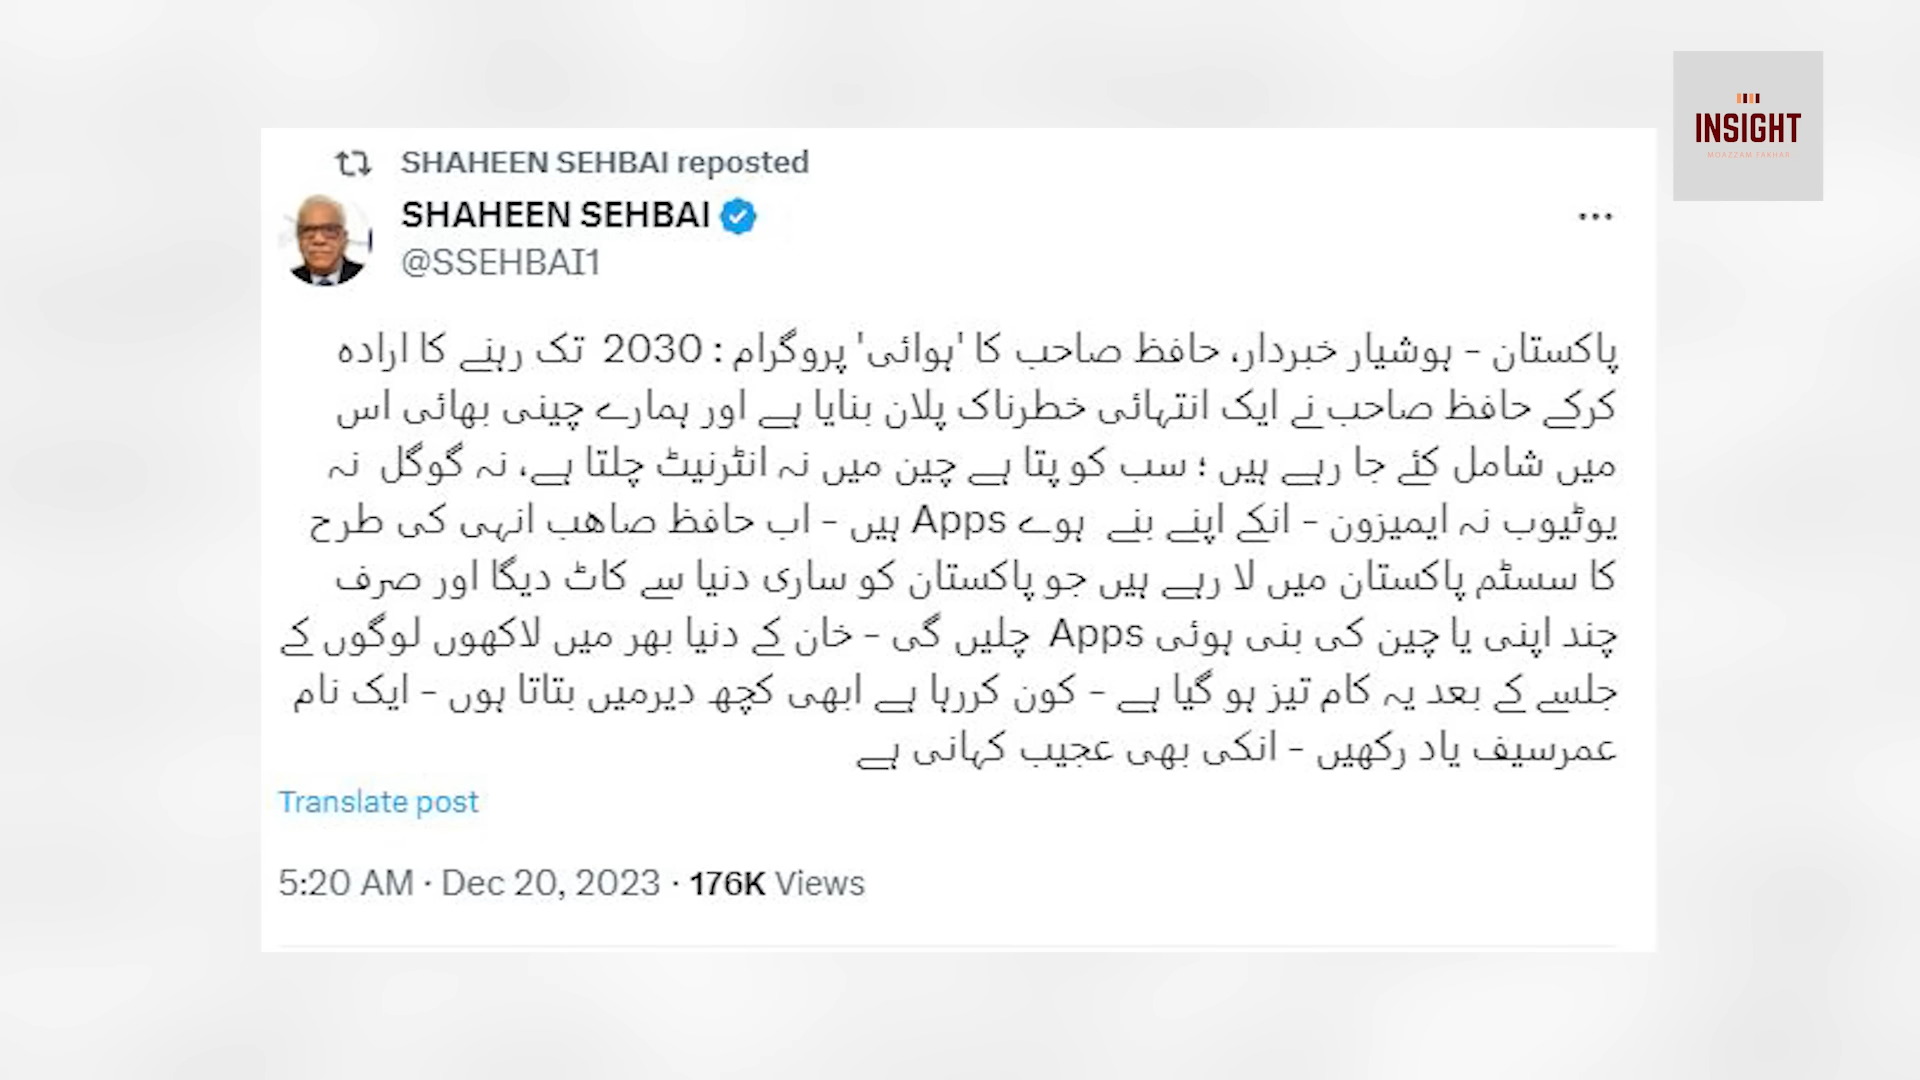 SHAHEEN SEHBAI reposted
SHAHEEN SEHBAI
@SSEHBAI1
پاکستان - ہوشیار خبردار، حافظ صاحب کا 'ہوائی' پروگرام : 2030 تک رہنے کا ارادہ
کرکے حافظ صاحب نے ایک انتہائی خطرناک پلان بنایا ہے اور ہمارے چینی بھائی اس
میں شامل کئے جا رہے ہیں ؛ سب کو پتا ہے چین میں نہ انٹرنیٹ چلتا ہے، نہ گوگل نہ
یوٹیوب نہ ایمیزون - انکے اپنے بنے ہوے Apps ہیں - اب حافظ صاھب انہی کی طرح
کا سسٹم پاکستان میں لا رہے ہیں جو پاکستان کو ساری دنیا سے کاٹ دیگا اور صرف
چند اپنی یا چین کی بنی ہوئی Apps چلیں گی - خان کے دنیا بھر میں لاکھوں لوگوں کے
جلسے کے بعد یہ کام تیز ہو گیا ہے - کون کررہا ہے ابھی کچھ دیرمیں بتاتا ہوں - ایک نام
عمرسیف یاد رکھیں - انکی بھی عجیب کہانی ہے
Translate post
5:20 AM · Dec 20, 2023 · 176K Views
INSIGHT
MOAZZAM FAKHAR